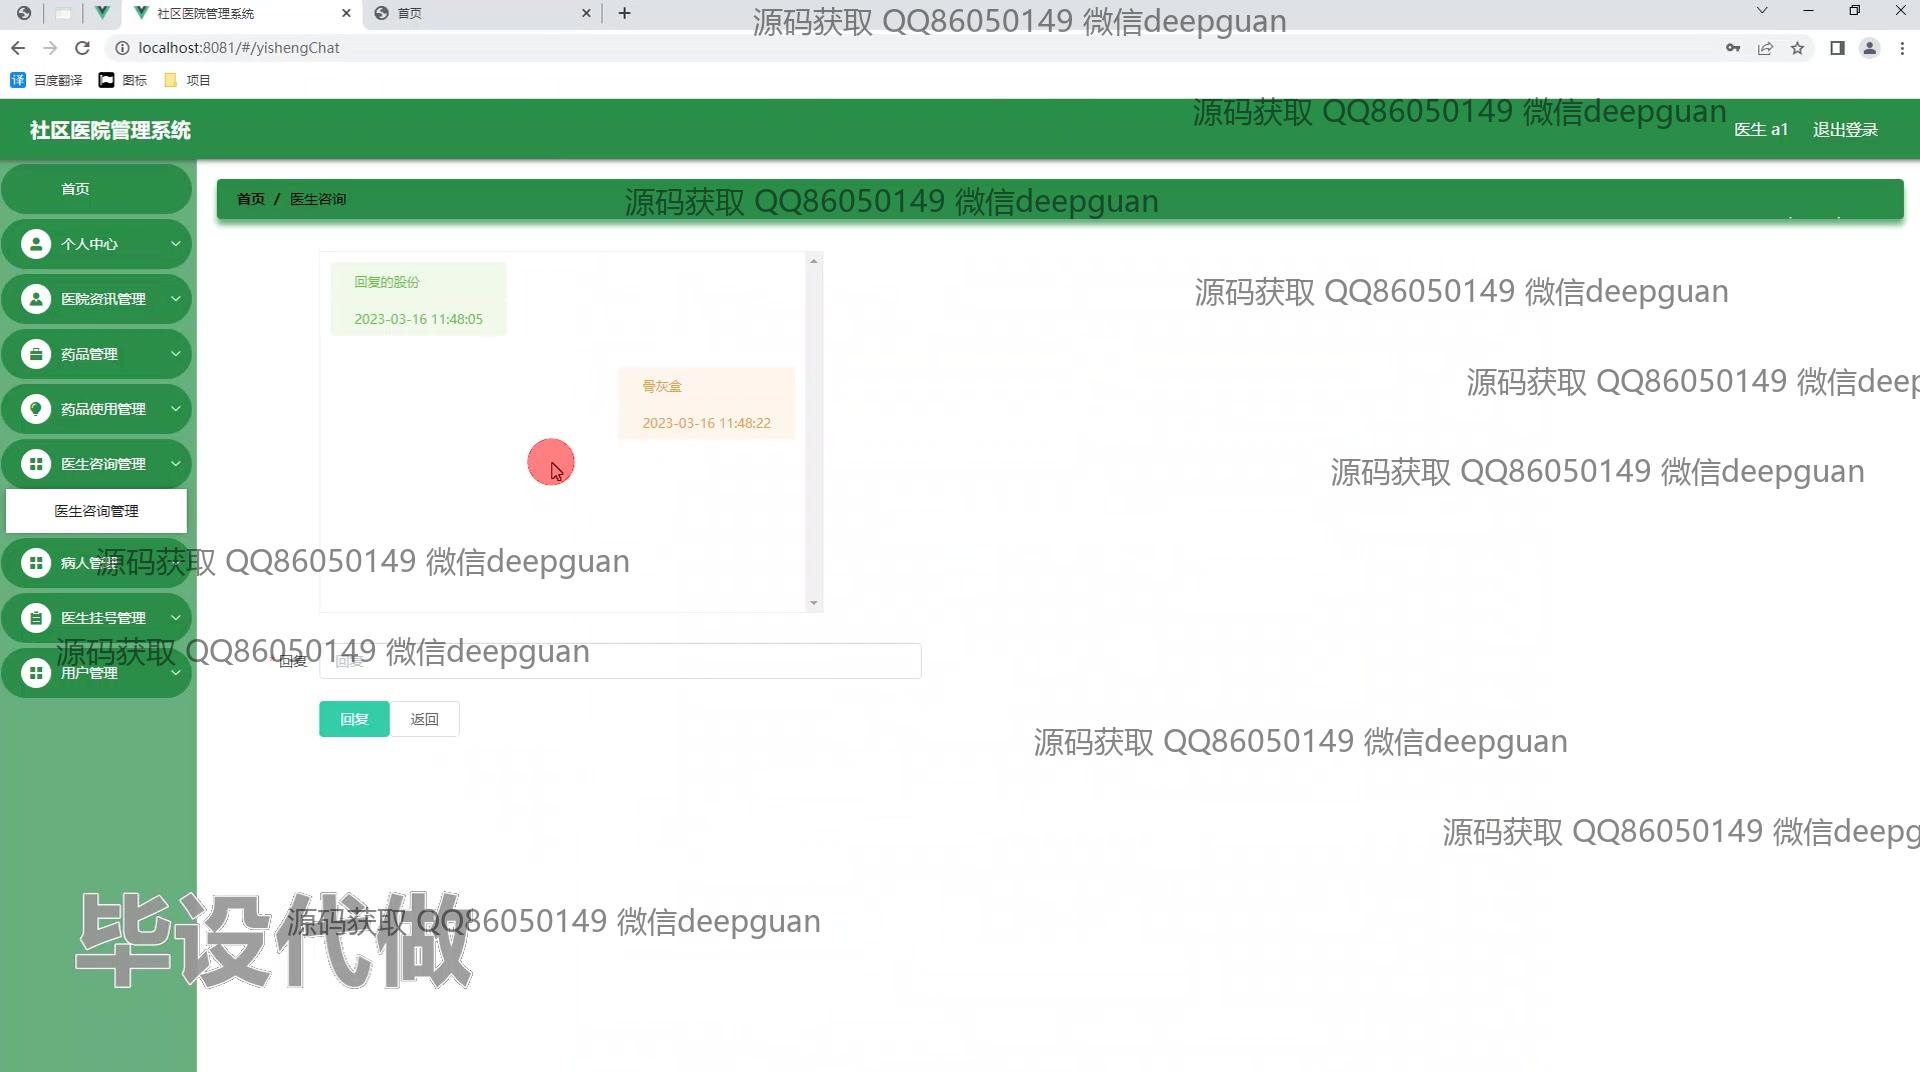 社区医院管理系统
首页
源码获取 QQ86050149 微信deepguan
localhost:8081/#/yishengChat
译 百度翻译
图标
项目
社区医院管理系统
源码获取 QQ86050149 微信deepguan
医生 a1
退出登录
首页
首页 / 医生咨询
源码获取 QQ86050149 微信deepguan
个人中心
回复的股份
2023-03-16 11:48:05
医院资讯管理
源码获取 QQ86050149 微信deepguan
药品管理
骨灰盒
2023-03-16 11:48:22
源码获取 QQ86050149 微信deep
药品使用管理
医生咨询管理
源码获取 QQ86050149 微信deepguan
医生咨询管理
病人管理
源码获取 QQ86050149 微信deepguan
医生挂号管理
源码获取 QQ86050149 微信deepguan
* 回复
回复
用户管理
回复
返回
源码获取 QQ86050149 微信deepguan
源码获取 QQ86050149 微信deepg
毕设代做
源码获取 QQ86050149 微信deepguan